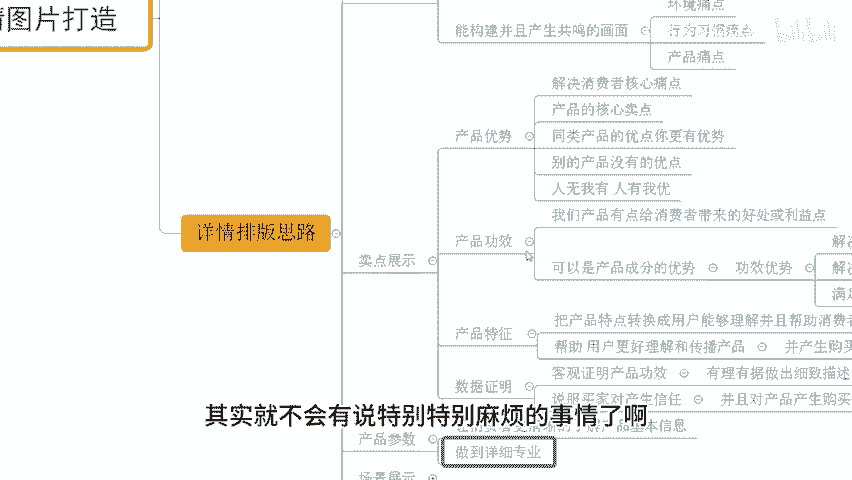 情图片打造
环境痛点
能构建并且产生共鸣的画面
行为习惯痛点
产品痛点
解决消费者核心痛点
产品的核心卖点
产品优势
同类产品的优点你更有优势
别的产品没有的优点
人无我有 人有我优
详情排版思路
我们产品有点给消费者带来的好处或利益点
卖点展示
产品功效
可以是产品成分的优势
功效优势
解决
解决
满足
产品特征
把产品特点转换成用户能够理解并且帮助消费者
帮助 用户更好理解和传播产品
并产生购买
数据证明
客观证明产品功效
有理有据做出细致描述
说服买家对产生信任
并且对产品产生购买
其实就不会有说特别特别麻烦的事情了啊
产品参数
了解产品基本信息
做到详细专业
场景展示